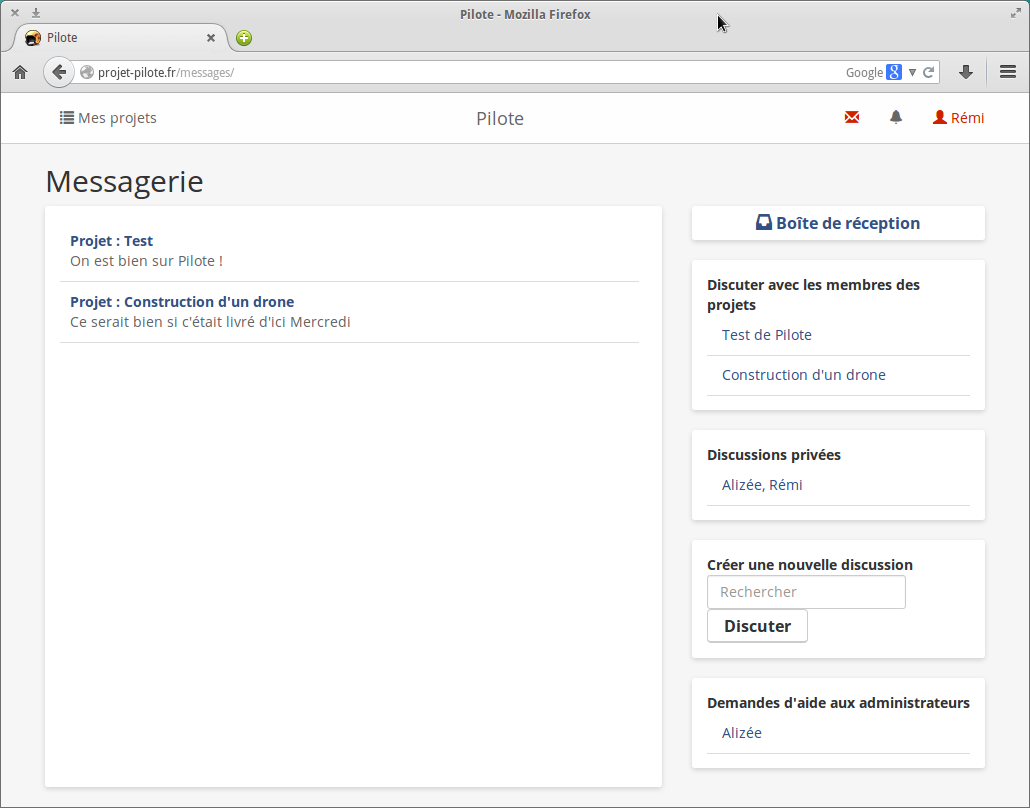 Pilote - Mozilla Firefox
Pilote
projet-pilote.fr/messages/
Google
8
Mes projets
Pilote
Rémi
Messagerie
Projet : Test
On est bien sur Pilote !
Projet : Construction d'un drone
Ce serait bien si c'était livré d'ici Mercredi
Boîte de réception
Discuter avec les membres des
projets
Test de Pilote
Construction d'un drone
Discussions privées
Alizée, Rémi
Créer une nouvelle discussion
Rechercher
Discuter
Demandes d'aide aux administrateurs
Alizée